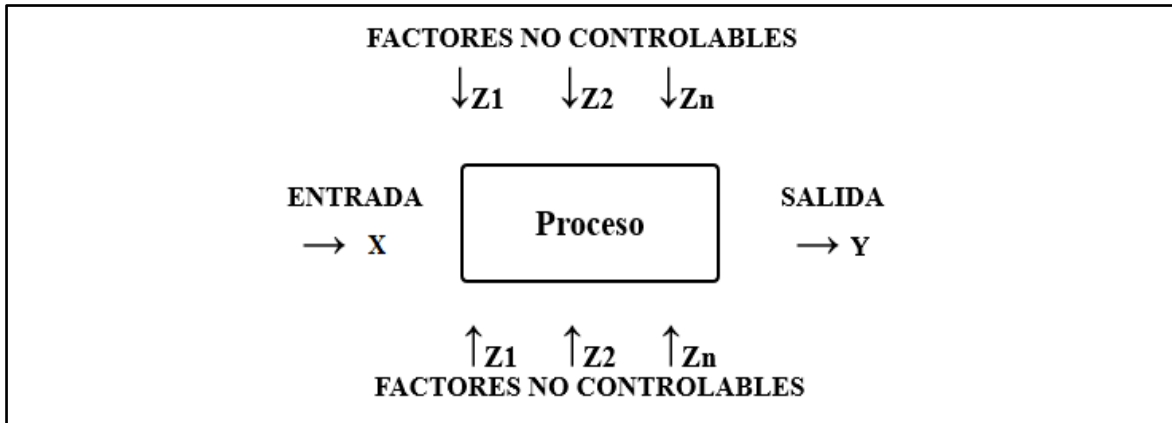 FACTORES NO CONTROLABLES
↓Z1 ↓Z2 ↓Zn
ENTRADA
→ X
Proceso
SALIDA
→ Y
↑Z1 ↑Z2 ↑Zn
FACTORES NO CONTROLABLES